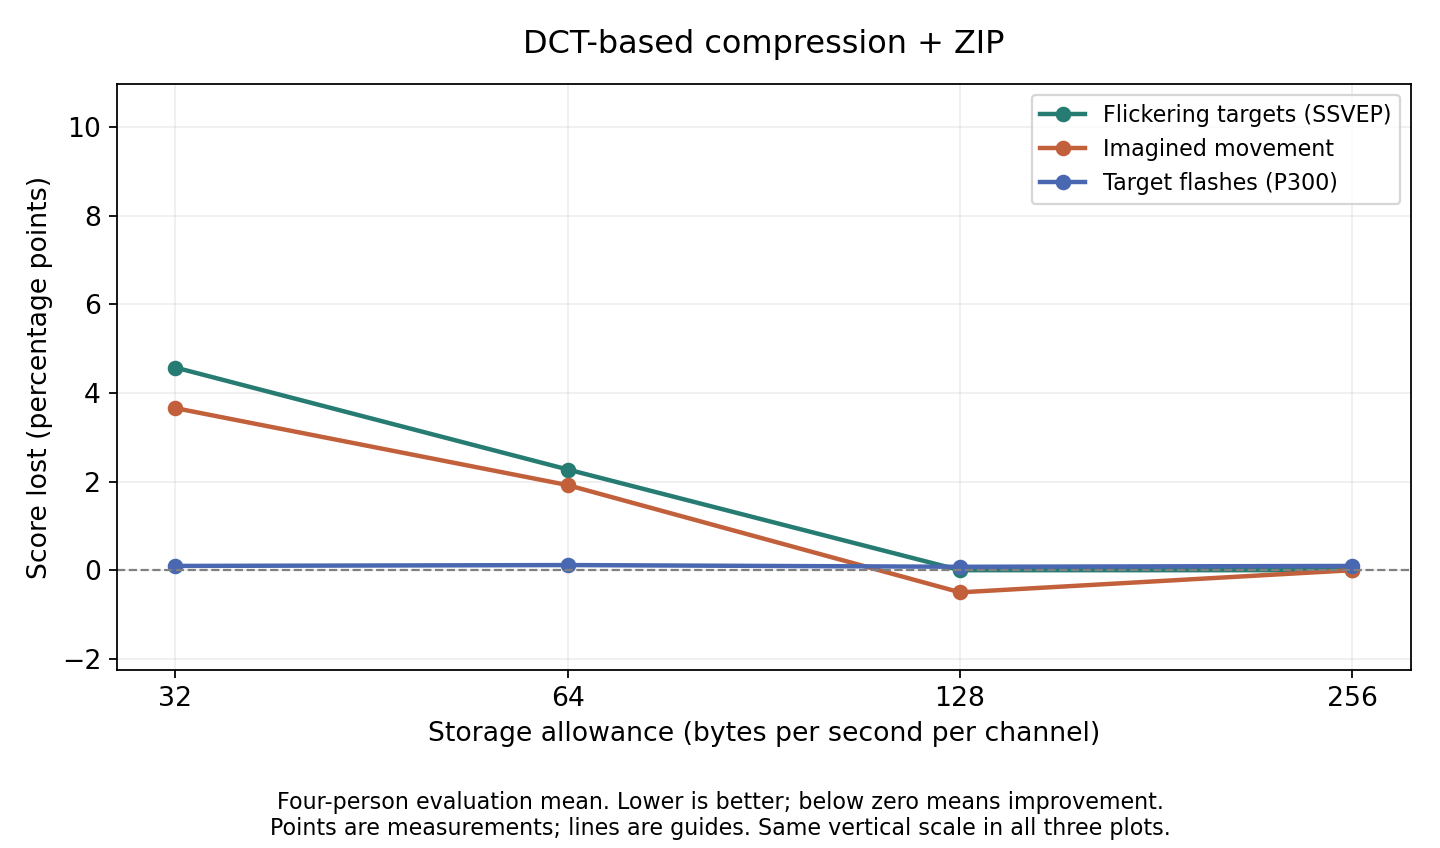 DCT-based compression + ZIP
Flickering targets (SSVEP)
Imagined movement
Target flashes (P300)
Score lost (percentage points)
10
8
6
4
2
0
−2
32 64 128 256
Storage allowance (bytes per second per channel)
Four-person evaluation mean. Lower is better; below zero means improvement.
Points are measurements; lines are guides. Same vertical scale in all three plots.